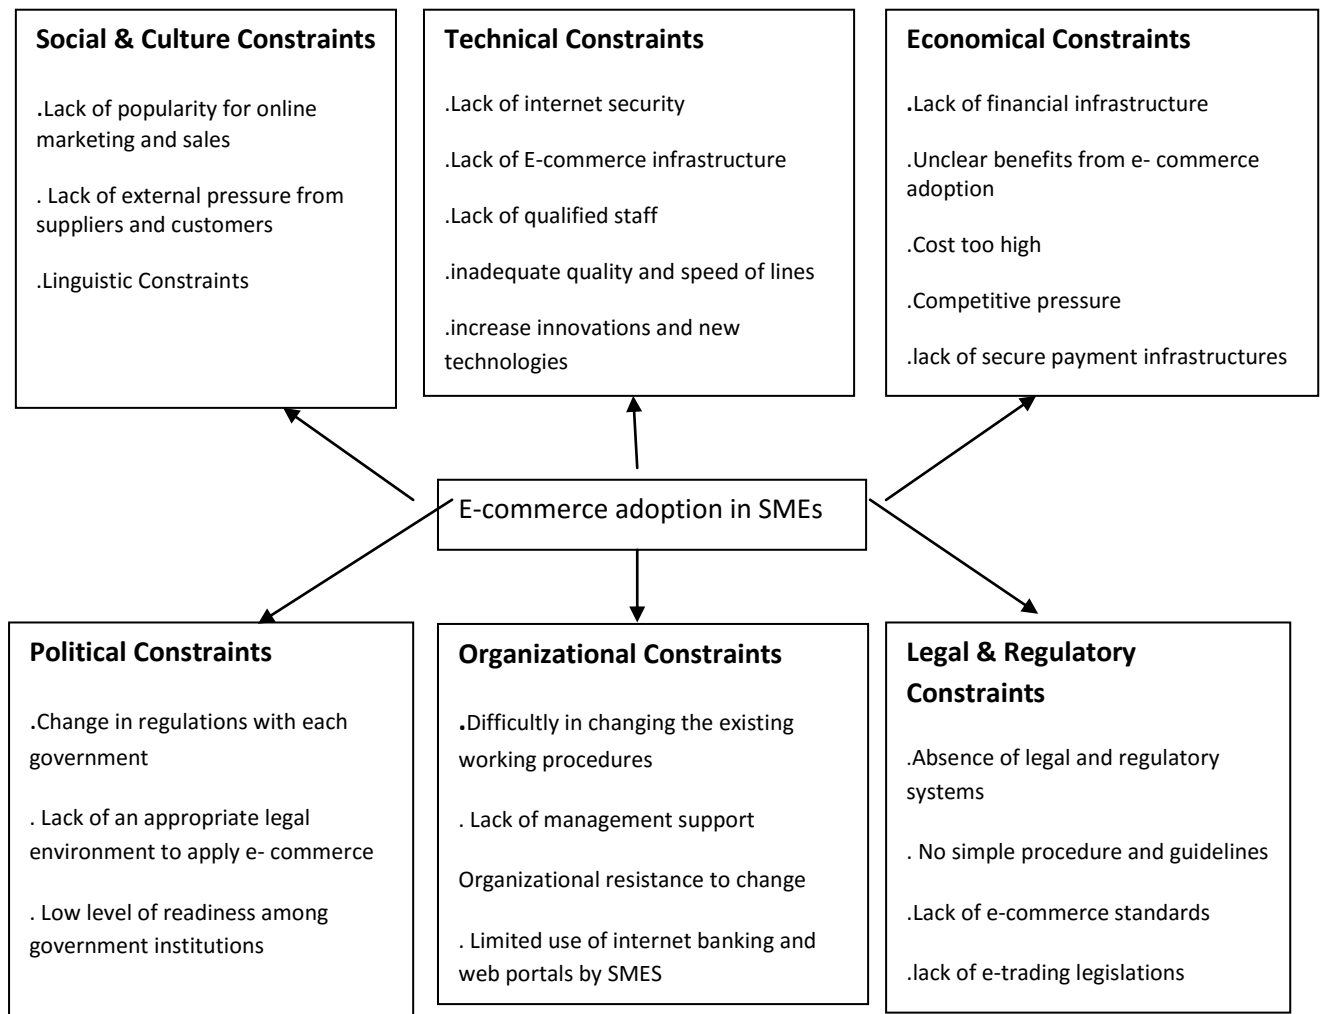 Social & Culture Constraints
.Lack of popularity for online
marketing and sales
. Lack of external pressure from
suppliers and customers
.Linguistic Constraints
Technical Constraints
.Lack of internet security
.Lack of E-commerce infrastructure
.Lack of qualified staff
.inadequate quality and speed of lines
.increase innovations and new
technologies
Economical Constraints
.Lack of financial infrastructure
.Unclear benefits from e- commerce
adoption
.Cost too high
.Competitive pressure
.lack of secure payment infrastructures
E-commerce adoption in SMEs
Political Constraints
.Change in regulations with each
government
. Lack of an appropriate legal
environment to apply e- commerce
. Low level of readiness among
government institutions
Organizational Constraints
.Difficultly in changing the existing
working procedures
. Lack of management support
Organizational resistance to change
. Limited use of internet banking and
web portals by SMES
Legal & Regulatory
Constraints
.Absence of legal and regulatory
systems
. No simple procedure and guidelines
.Lack of e-commerce standards
.lack of e-trading legislations